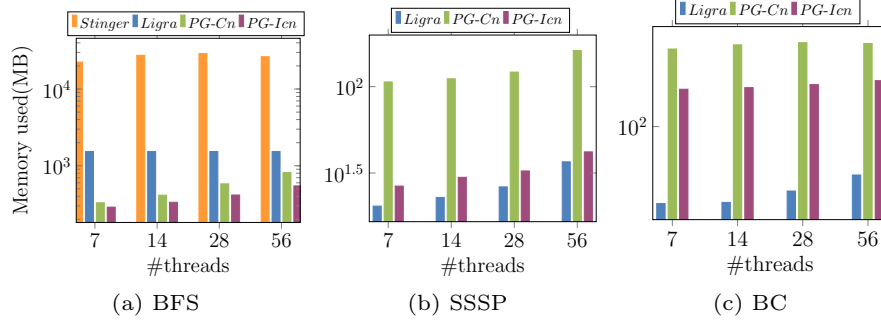 Stinger Ligra PG-Cn PG-Icn
Memory used(MB)
10^4
10^3
7 14 28 56
#threads
(a) BFS
Ligra PG-Cn PG-Icn
10^2
10^1.5
7 14 28 56
#threads
(b) SSSP
Ligra PG-Cn PG-Icn
10^2
7 14 28 56
#threads
(c) BC